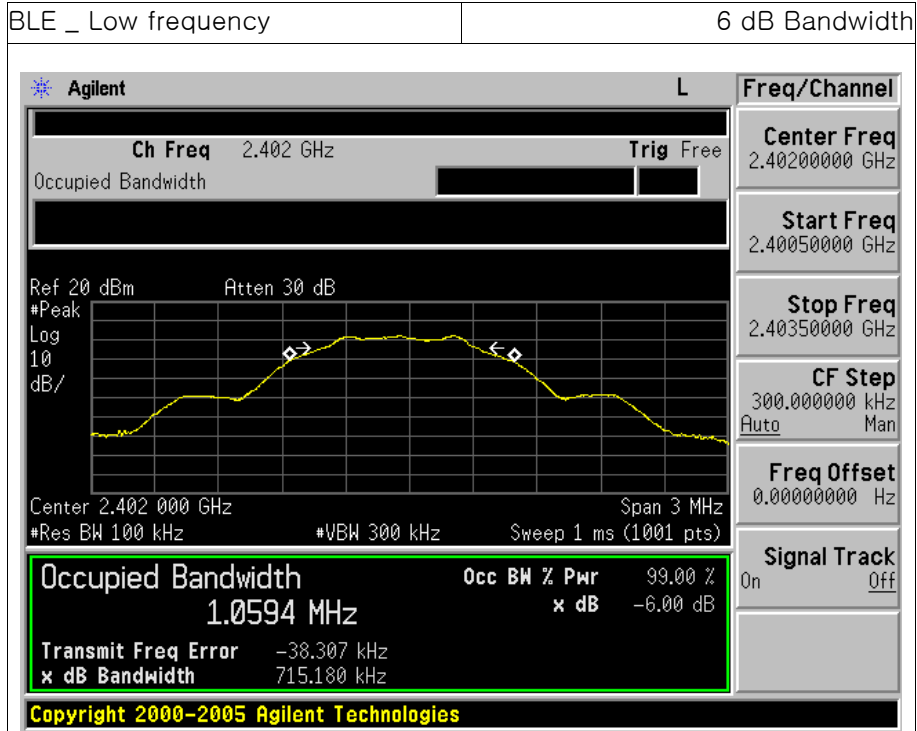 BLE _ Low frequency 6 dB Bandwidth
Agilent L Freq/Channel
Ch Freq 2.402 GHz Trig Free
Occupied Bandwidth
Center Freq
2.40200000 GHz
Start Freq
2.40050000 GHz
Stop Freq
2.40350000 GHz
CF Step
300.000000 kHz
Auto Man
Freq Offset
0.00000000 Hz
Signal Track
On Off
Ref 20 dBm Atten 30 dB
#Peak
Log
10
dB/
Center 2.402 000 GHz Span 3 MHz
#Res BW 100 kHz #VBW 300 kHz Sweep 1 ms (1001 pts)
Occupied Bandwidth Occ BW % Pwr 99.00 %
1.0594 MHz x dB -6.00 dB
Transmit Freq Error -38.307 kHz
x dB Bandwidth 715.180 kHz
Copyright 2000-2005 Agilent Technologies